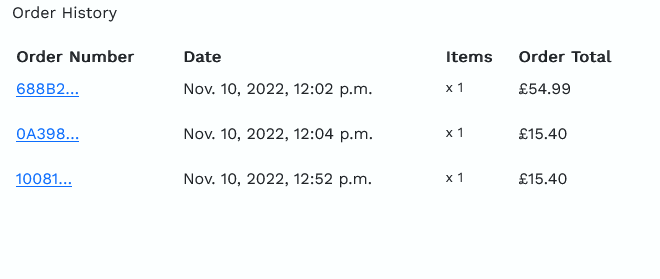 Order History
Order Number Date Items Order Total
688B2... Nov. 10, 2022, 12:02 p.m. x 1 £54.99
0A398... Nov. 10, 2022, 12:04 p.m. x 1 £15.40
10081... Nov. 10, 2022, 12:52 p.m. x 1 £15.40